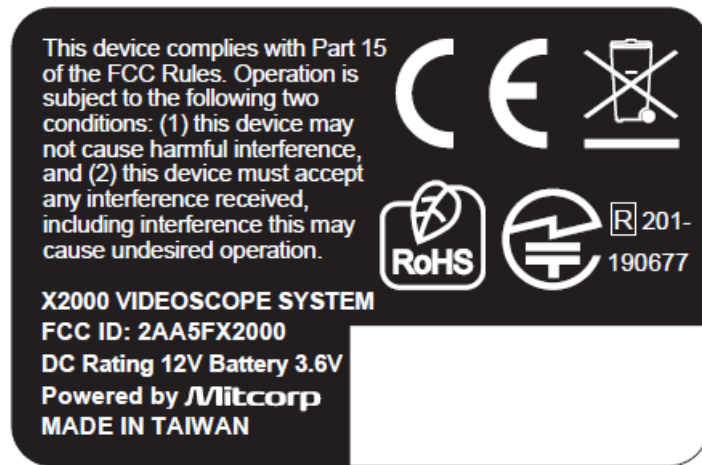 This device complies with Part 15
of the FCC Rules. Operation is
subject to the following two
conditions: (1) this device may
not cause harmful interference,
and (2) this device must accept
any interference received,
including interference this may
cause undesired operation.
CE
RoHS
R 201-
190677
X2000 VIDEOSCOPE SYSTEM
FCC ID: 2AA5FX2000
DC Rating 12V Battery 3.6V
Powered by Mitcorp
MADE IN TAIWAN